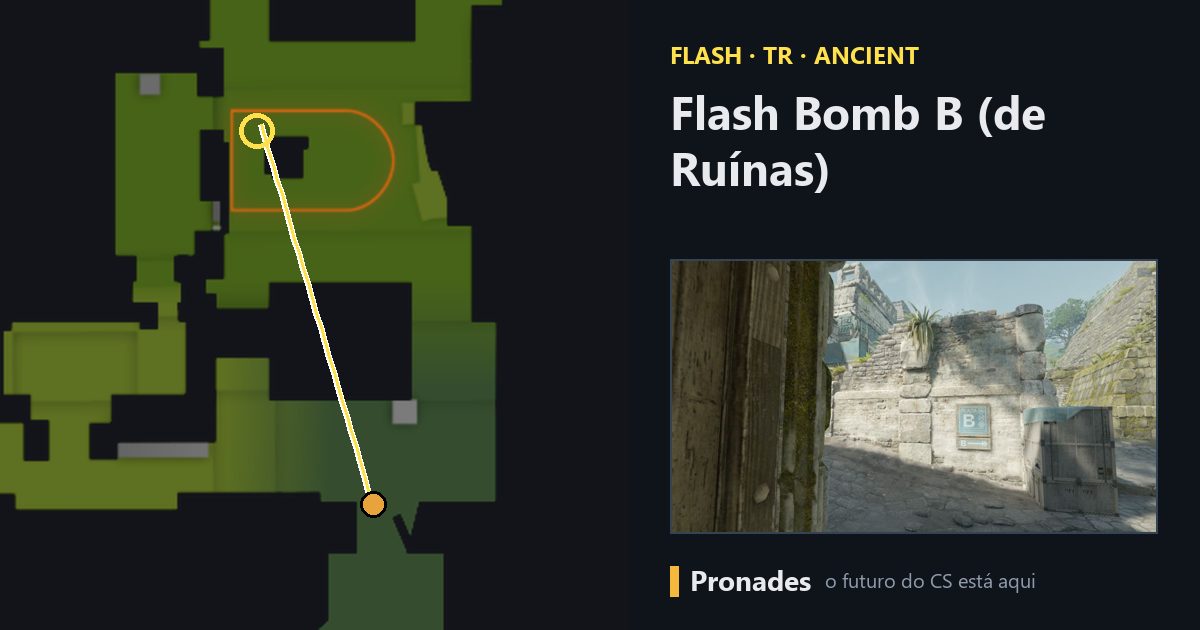 FLASH · TR · ANCIENT
Flash Bomb B (de
Ruínas)
B
Pronades o futuro do CS está aqui